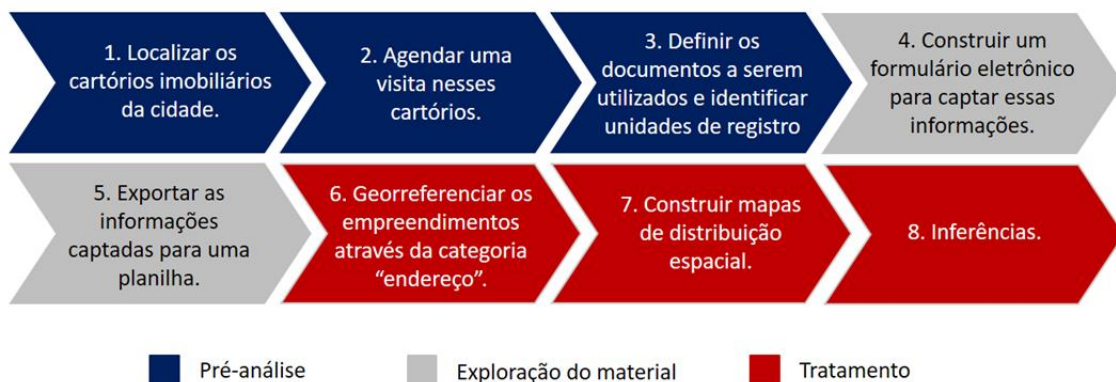 1. Localizar os
cartórios imobiliários
da cidade.
2. Agendar uma
visita nesses
cartórios.
3. Definir os
documentos a serem
utilizados e identificar
unidades de registro
4. Construir um
formulário eletrônico
para captar essas
informações.
5. Exportar as
informações
captadas para uma
planilha.
6. Georreferenciar os
empreendimentos
através da categoria
“endereço”.
7. Construir mapas
de distribuição
espacial.
8. Inferências.
Pré-análise
Exploração do material
Tratamento